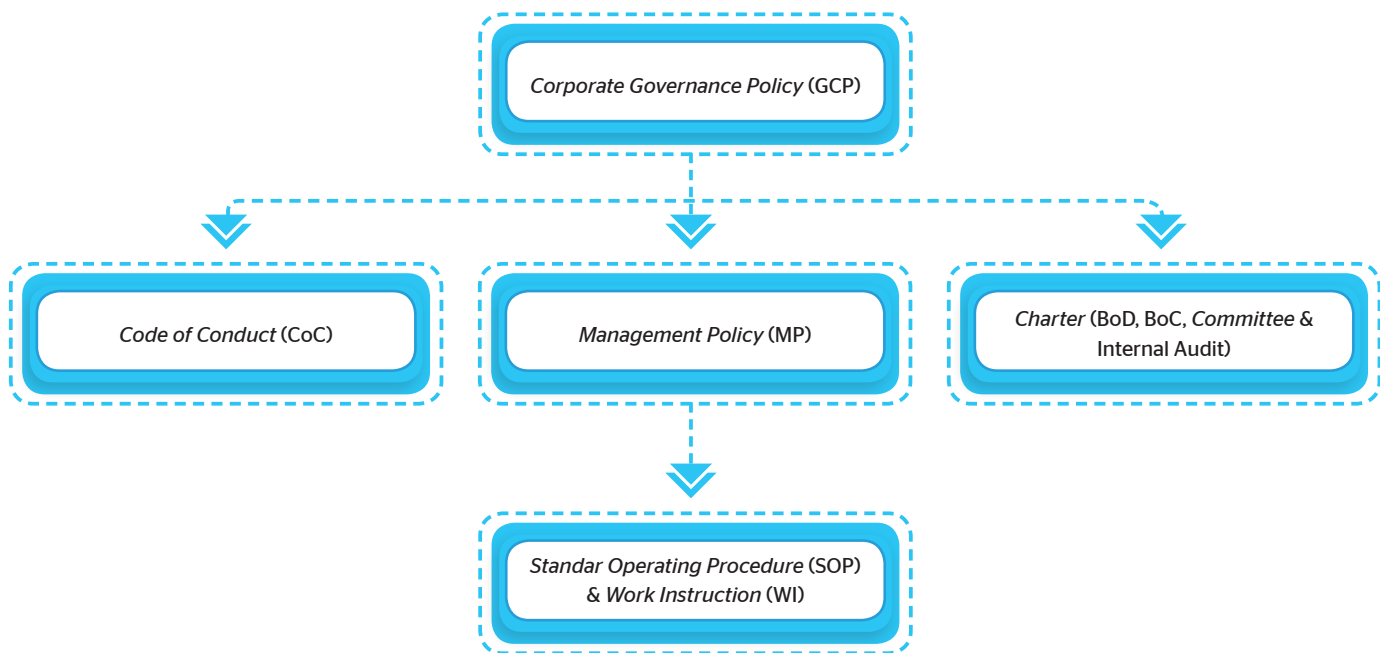 Corporate Governance Policy (GCP)
Code of Conduct (CoC)
Management Policy (MP)
Charter (BoD, BoC, Committee &
Internal Audit)
Standar Operating Procedure (SOP)
& Work Instruction (WI)